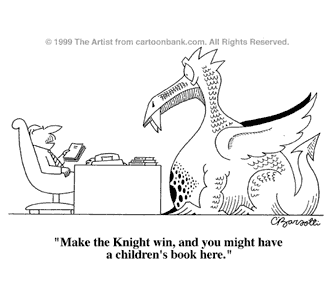 © 1999 The Artist from cartoonbank.com. All Rights Reserved.
CBarsotti
"Make the Knight win, and you might have
a children's book here."